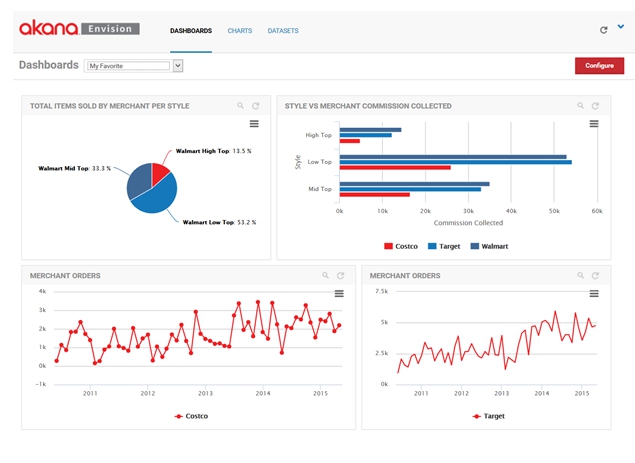 akana Envision
DASHBOARDS CHARTS DATASETS
Dashboards My Favorite Configure
TOTAL ITEMS SOLD BY MERCHANT PER STYLE
Walmart High Top: 13.5 %
Walmart Mid Top: 33.3 %
Walmart Low Top: 53.2 %
STYLE VS MERCHANT COMMISSION COLLECTED
Style
High Top
Low Top
Mid Top
0k 10k 20k 30k 40k 50k 60k
Commission Collected
Costco Target Walmart
MERCHANT ORDERS
4k
3k
2k
1k
0k
-1k
2011 2012 2013 2014 2015
Costco
MERCHANT ORDERS
7.5k
5k
2.5k
0k
2011 2012 2013 2014 2015
Target